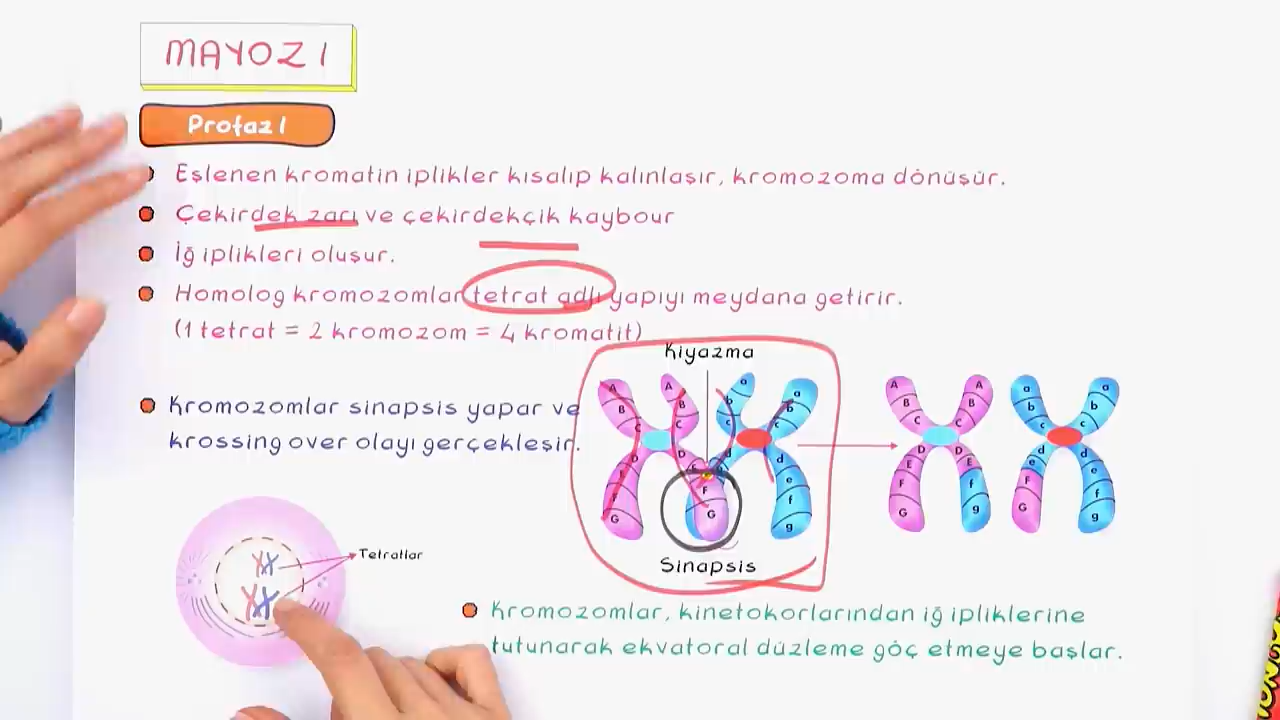 MAYOZ I
Profaz I
Eşlenen kromatin iplikler kısalıp kalınlaşır, kromozoma dönüşür.
Çekirdek zarı ve çekirdekçik kaybour
İğ iplikleri oluşur.
Homolog kromozomlar tetrat adlı yapıyı meydana getirir.
(1 tetrat = 2 kromozom = 4 kromatit)
Kiyazma
Kromozomlar sinapsis yapar ve
krossing over olayı gerçekleşir.
A A a a A A a a
B B b b B B b b
C C c c C C c c
D D d d D D d d
E E e e
F F f F f F f
G G g G g G g
Tetratlar
Sinapsis
Kromozomlar, kinetokorlarından iğ ipliklerine
tutunarak ekvatoral düzleme göç etmeye başlar.